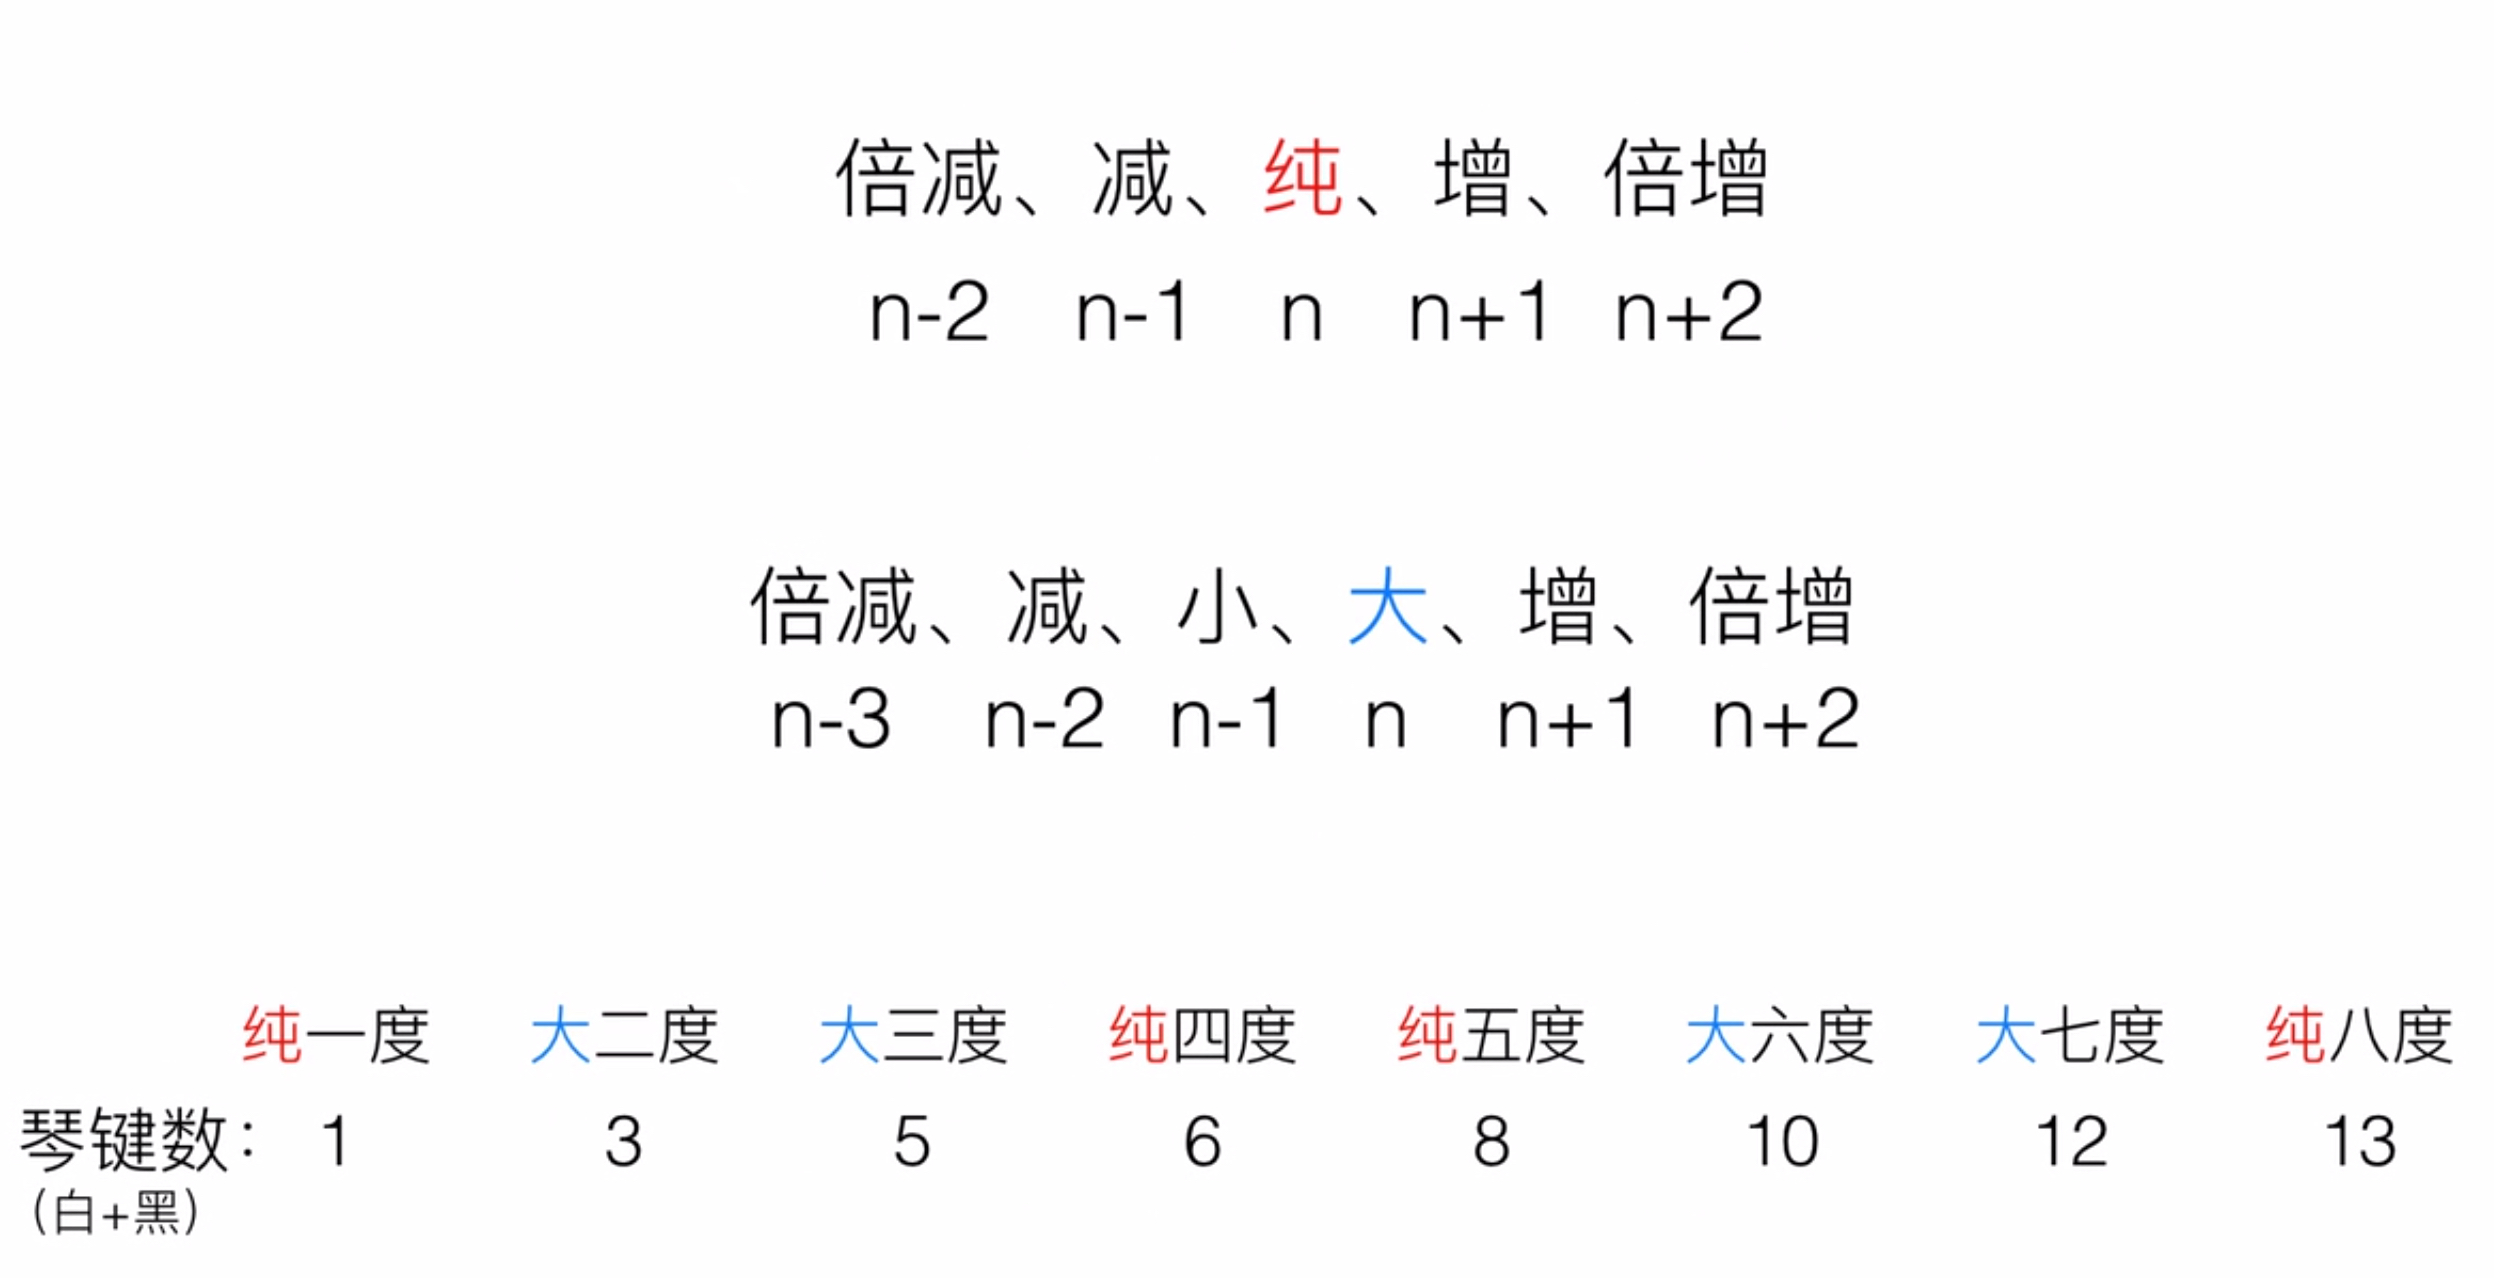 倍减、减、纯、增、倍增
n-2 n-1 n n+1 n+2
倍减、减、小、大、增、倍增
n-3 n-2 n-1 n n+1 n+2
纯一度 大二度 大三度 纯四度 纯五度 大六度 大七度 纯八度
琴键数：1 3 5 6 8 10 12 13
（白+黑）